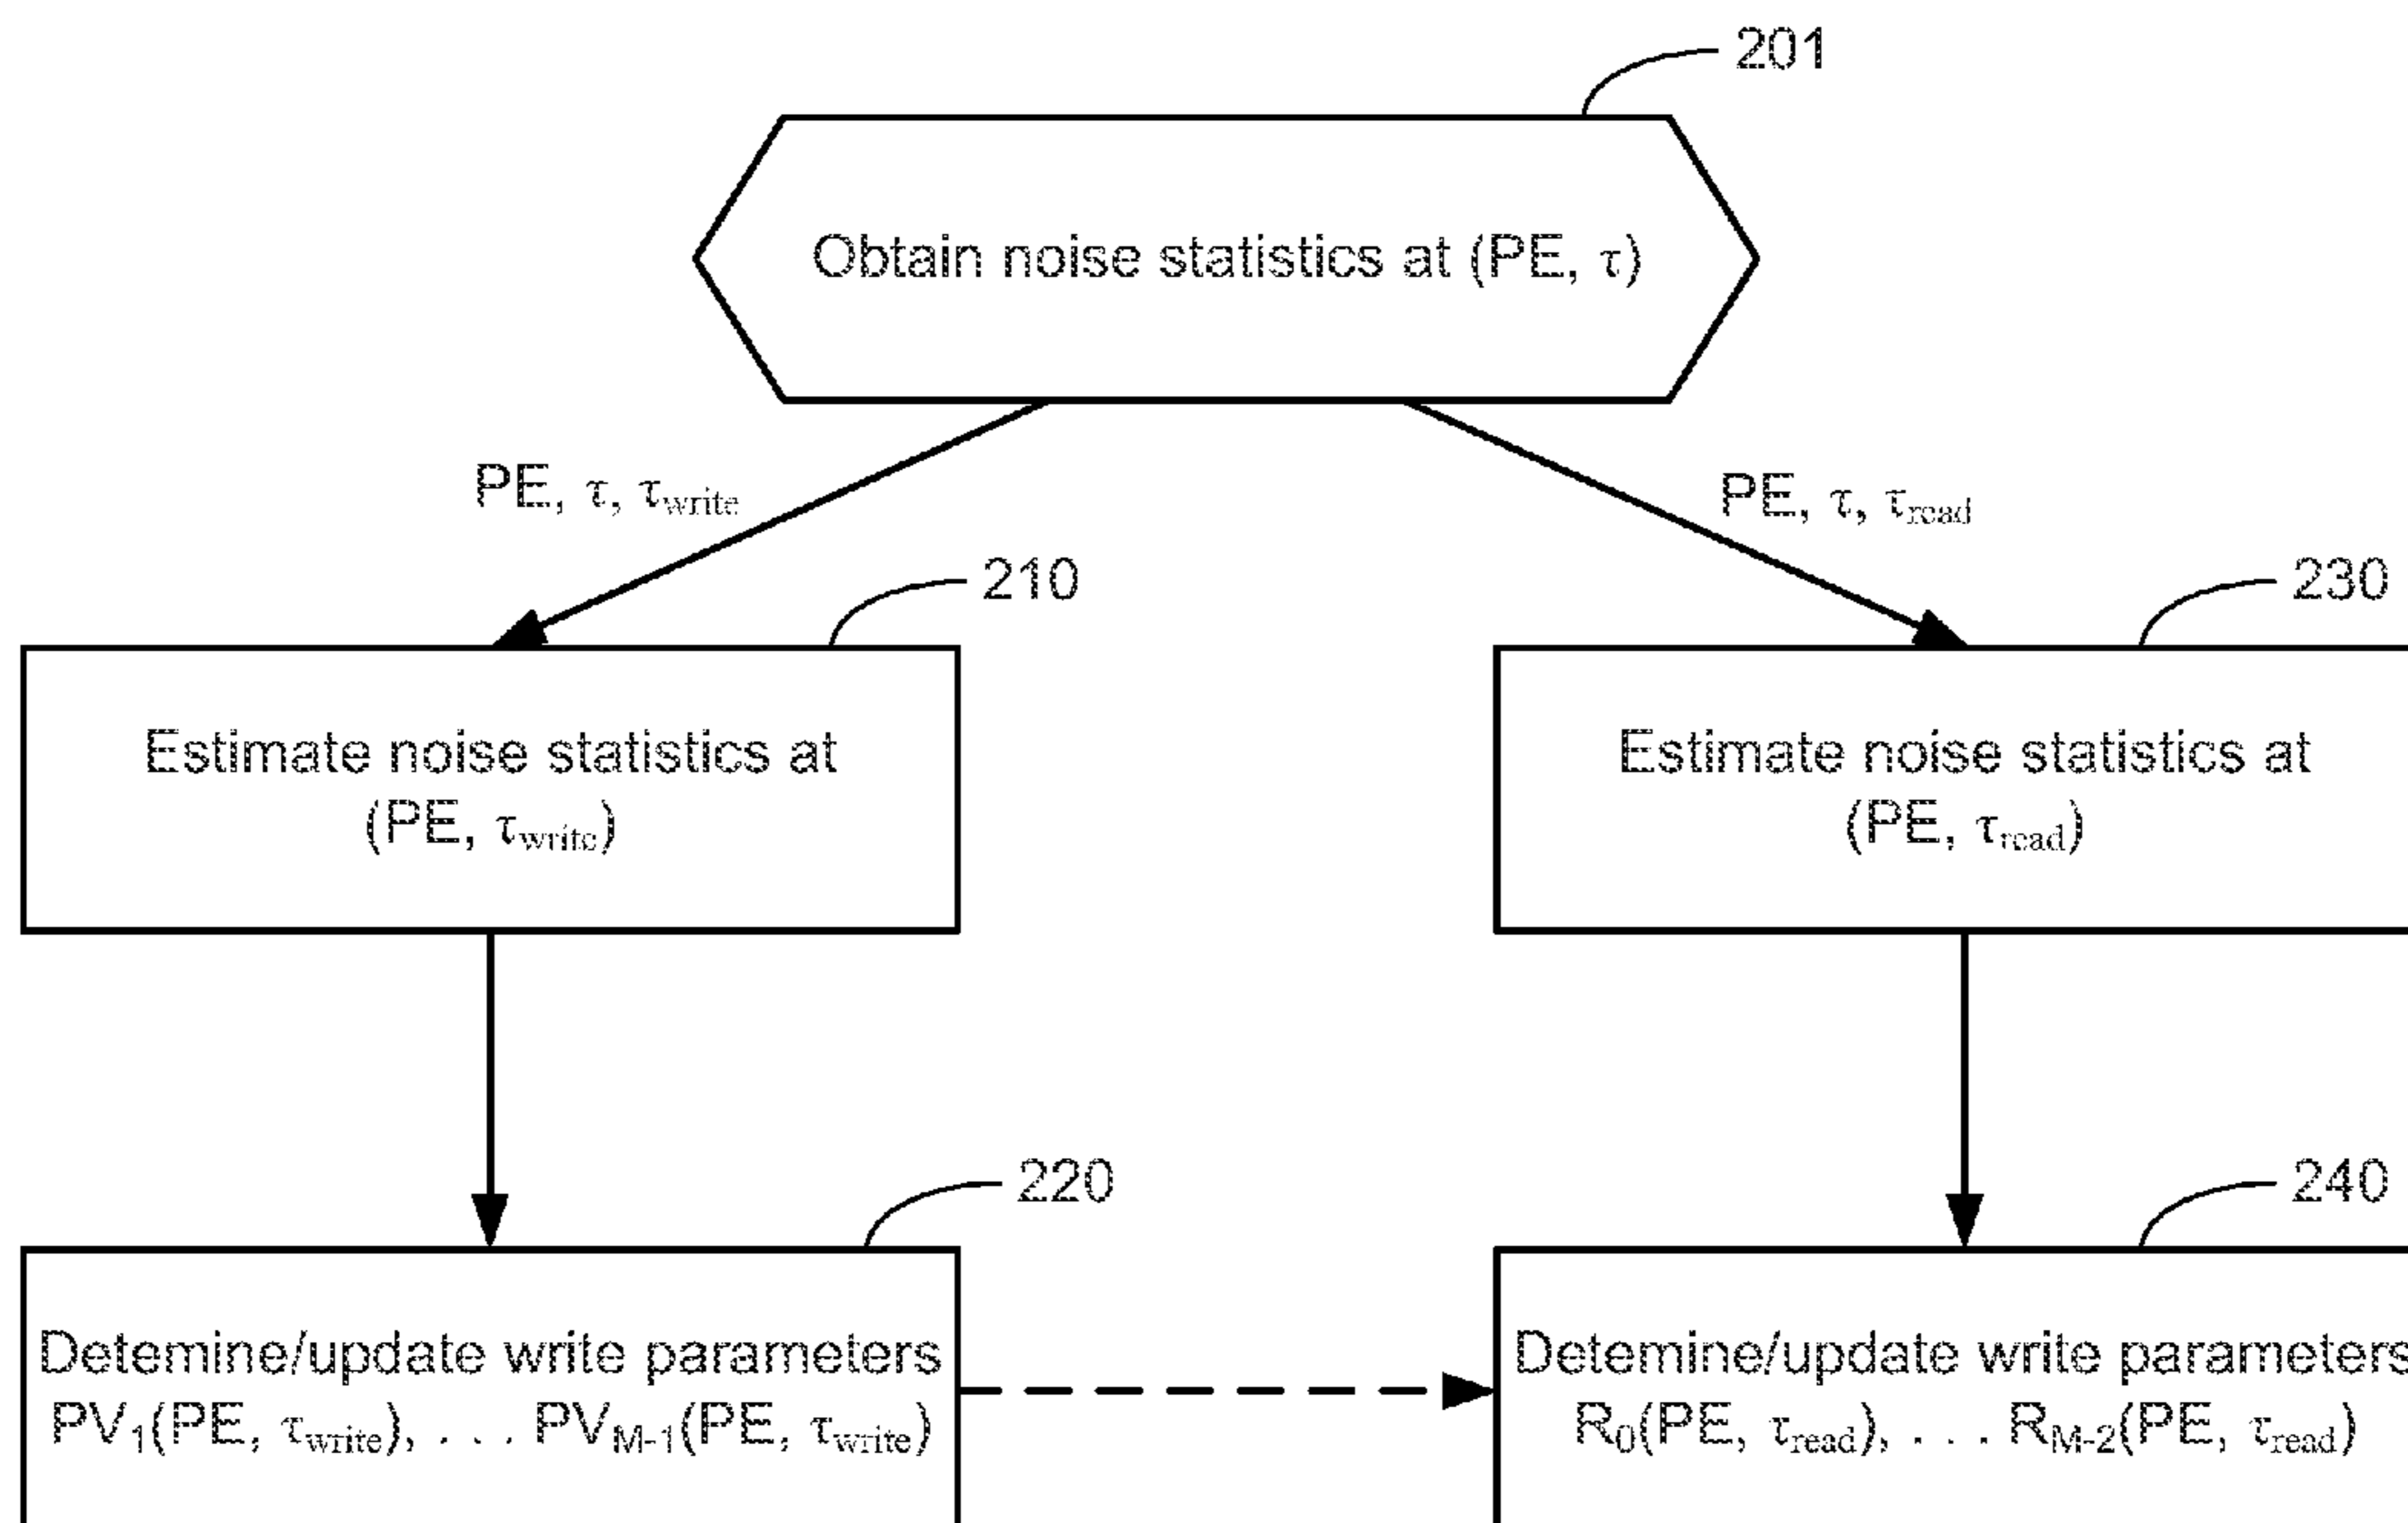 201
Obtain noise statistics at (PE, τ)
PE, τ, τwrite
PE, τ, τread
210
230
Estimate noise statistics at
(PE, τwrite)
Estimate noise statistics at
(PE, τread)
220
240
Detemine/update write parameters
PV1(PE, τwrite), . . . PVM-1(PE, τwrite)
Detemine/update write parameters
R0(PE, τread), . . . RM-2(PE, τread)